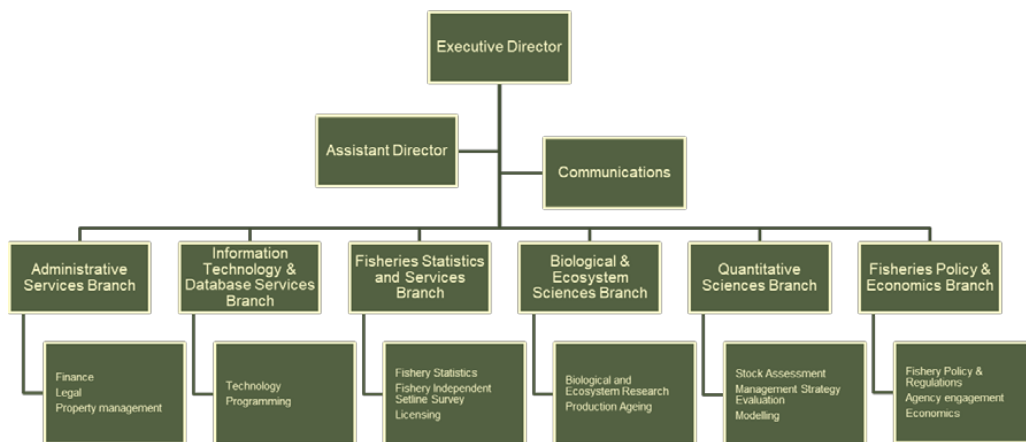 Executive Director
Assistant Director
Communications
Administrative
Services Branch
Information
Technology &
Database Services
Branch
Fisheries Statistics
and Services
Branch
Biological &
Ecosystem
Sciences Branch
Quantitative
Sciences Branch
Fisheries Policy &
Economics Branch
Finance
Legal
Property management
Technology
Programming
Fishery Statistics
Fishery Independent
Setline Survey
Licensing
Biological and
Ecosystem Research
Production Ageing
Stock Assessment
Management Strategy
Evaluation
Modelling
Fishery Policy &
Regulations
Agency engagement
Economics